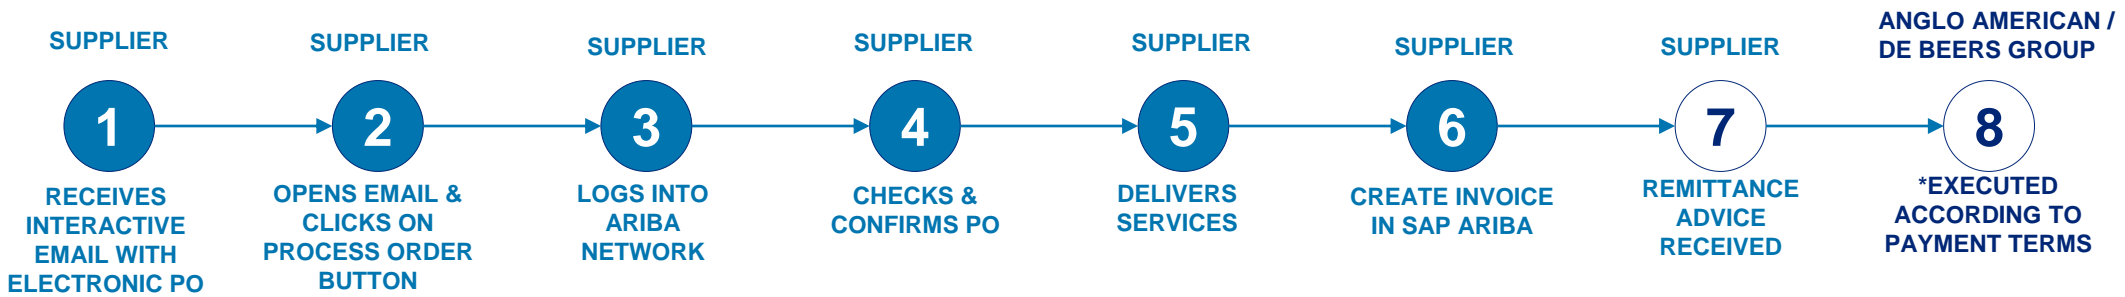 SUPPLIER
1
RECEIVES
INTERACTIVE
EMAIL WITH
ELECTRONIC PO
SUPPLIER
2
OPENS EMAIL &
CLICKS ON
PROCESS ORDER
BUTTON
SUPPLIER
3
LOGS INTO
ARIBA
NETWORK
SUPPLIER
4
CHECKS &
CONFIRMS PO
SUPPLIER
5
DELIVERS
SERVICES
SUPPLIER
6
CREATE INVOICE
IN SAP ARIBA
SUPPLIER
7
REMITTANCE
ADVICE
RECEIVED
ANGLO AMERICAN /
DE BEERS GROUP
8
*EXECUTED
ACCORDING TO
PAYMENT TERMS